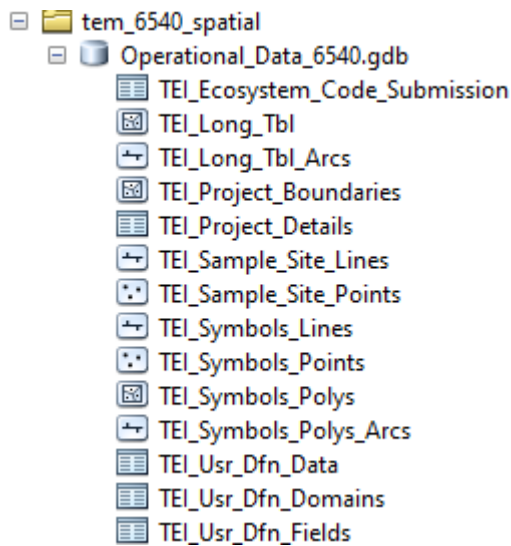 tem_6540_spatial
Operational_Data_6540.gdb
TEI_Ecosystem_Code_Submission
TEI_Long_Tbl
TEI_Long_Tbl_Arcs
TEI_Project_Boundaries
TEI_Project_Details
TEI_Sample_Site_Lines
TEI_Sample_Site_Points
TEI_Symbols_Lines
TEI_Symbols_Points
TEI_Symbols_Polys
TEI_Symbols_Polys_Arcs
TEI_Usr_Dfn_Data
TEI_Usr_Dfn_Domains
TEI_Usr_Dfn_Fields